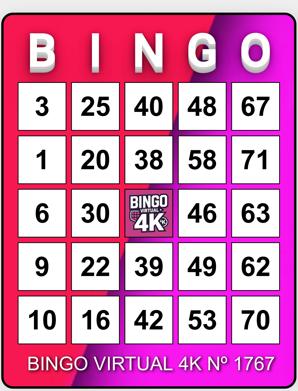 B I N G O
3 25 40 48 67
1 20 38 58 71
6 30 BINGO VIRTUAL 4K 46 63
9 22 39 49 62
10 16 42 53 70
BINGO VIRTUAL 4K Nº 1767